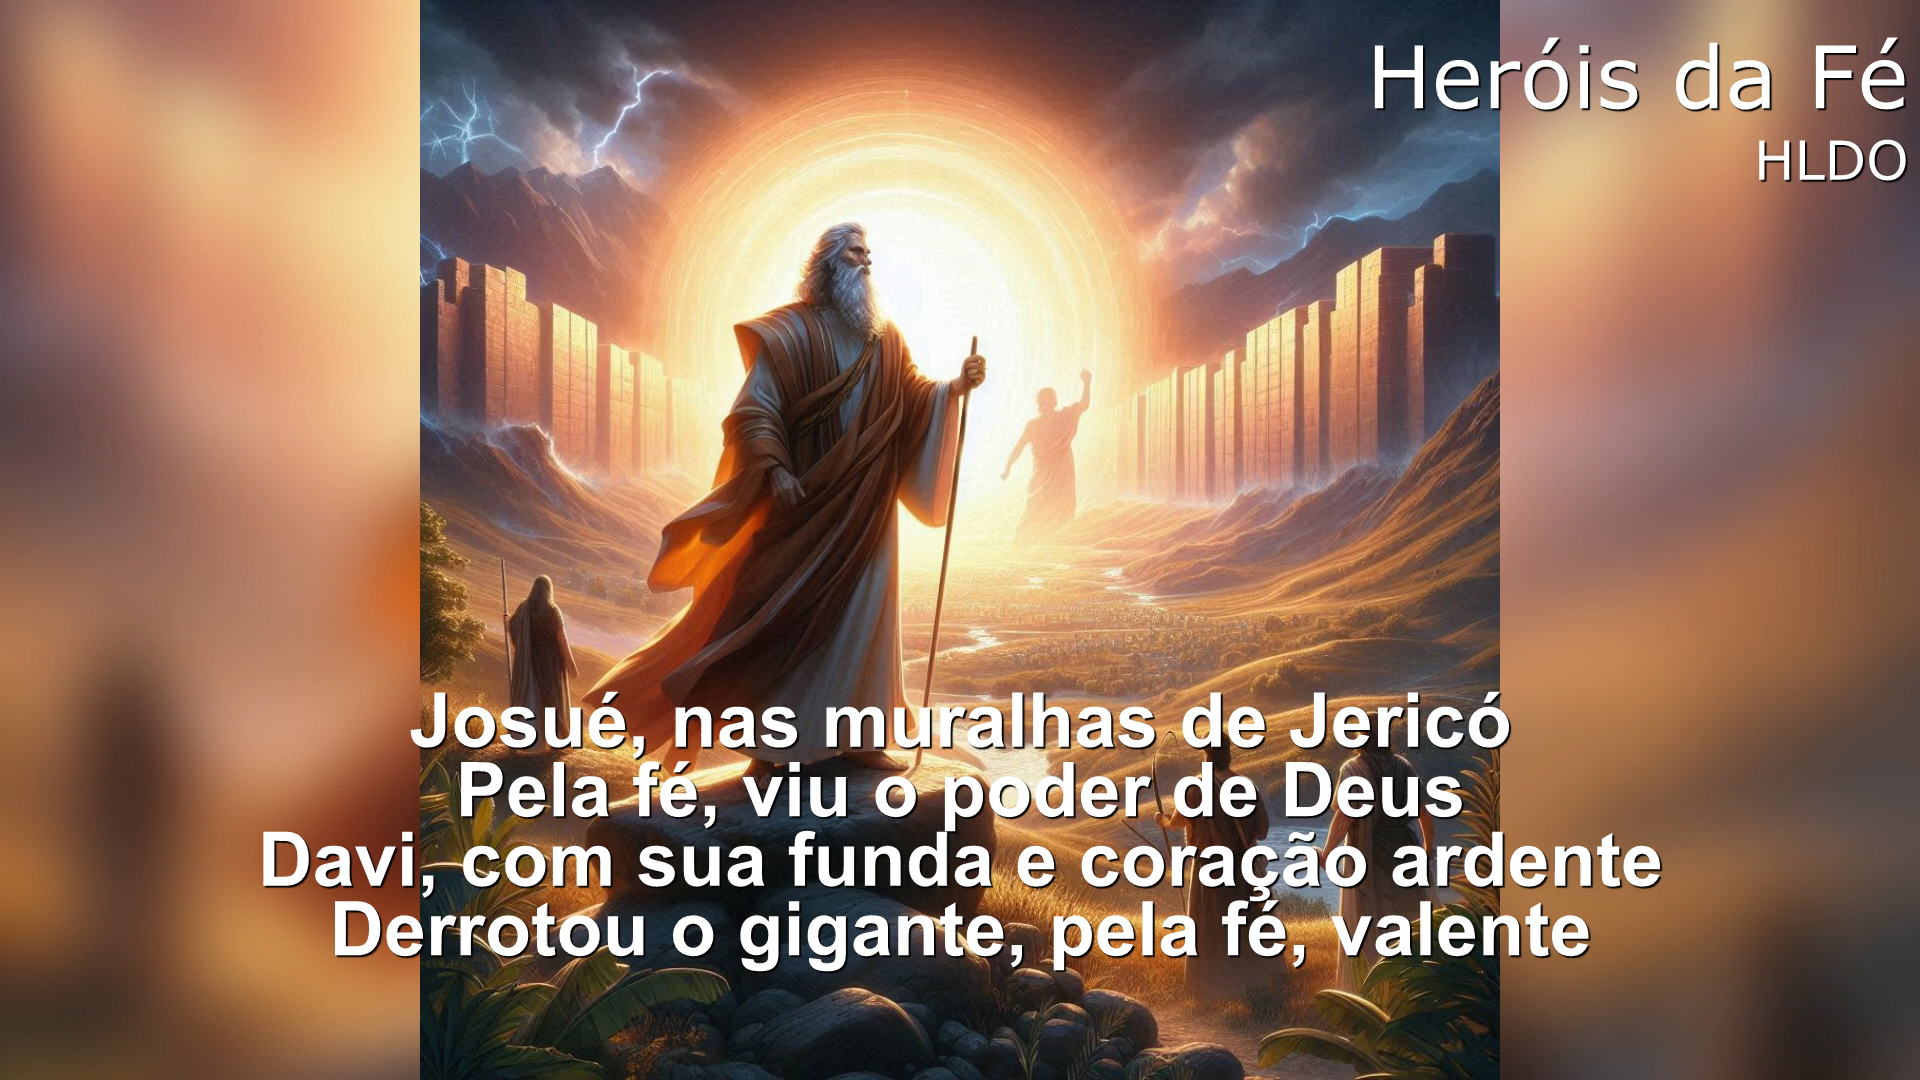 Heróis da Fé
HLDO
Josué, nas muralhas de Jericó
Pela fé, viu o poder de Deus
Davi, com sua funda e coração ardente
Derrotou o gigante, pela fé, valente